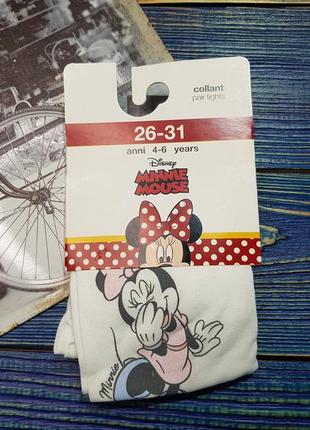 collant
pair tights
26-31
anni 4-6 years
Disney
MINNIE
MOUSE
Minnie